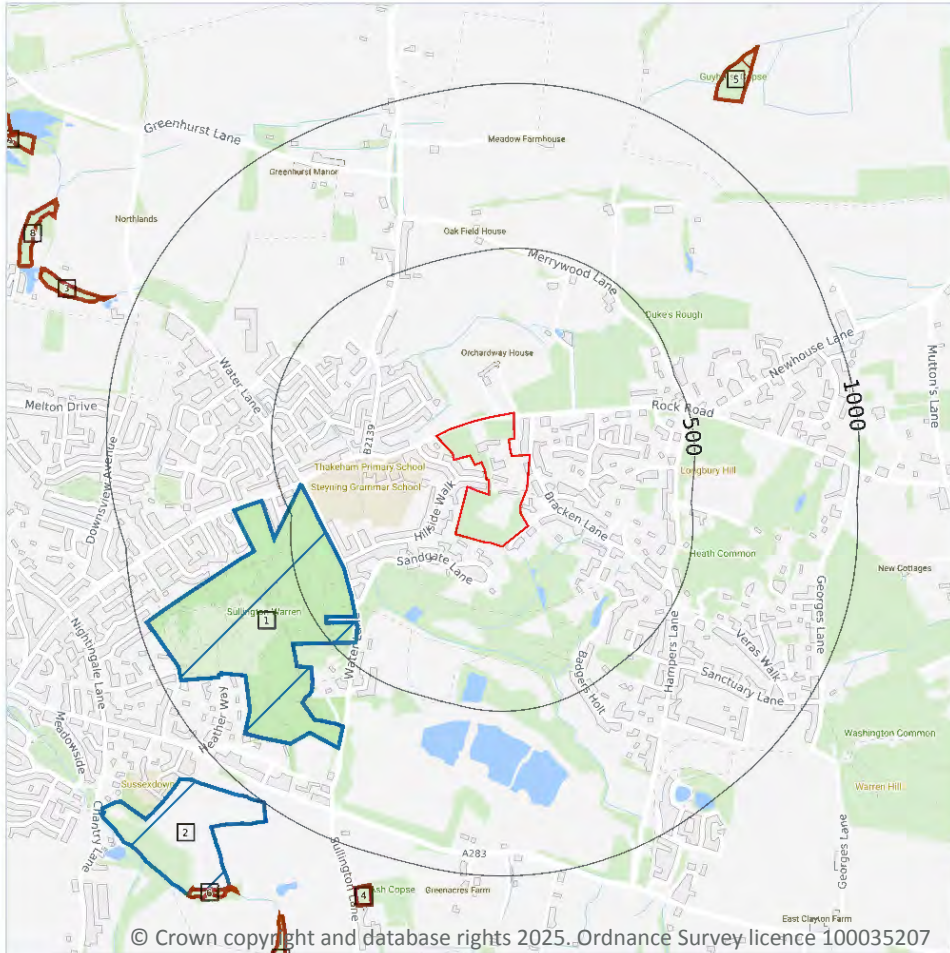 Guyhurst Copse
5
Greenhurst Lane
Meadow Farmhouse
Greenhurst Manor
Northlands
8
Oak Field House
Merrywood Lane
3
Duke's Rough
Newhouse Lane
Mutton's Lane
Water Lane
Orchardway House
B2139
Rock Road
1000
500
Melton Drive
Downsview Avenue
Thakeham Primary School
Steyning Grammar School
Longbury Hill
Hillside Walk
Bracken Lane
Sandgate Lane
Heath Common
New Cottages
Sullington Warren
1
Water Lane
Georges Lane
Nightingale Lane
Hampers Lane
Veras Walk
Badgers Holt
Sanctuary Lane
Heather Way
Meadowside
Washington Common
Sussexdown
Warren Hill
Chantry Lane
2
Georges Lane
A283
Sullington Lane
6
4
Ash Copse
Greenacres Farm
East Clayton Farm
© Crown copyright and database rights 2025. Ordnance Survey licence 100035207